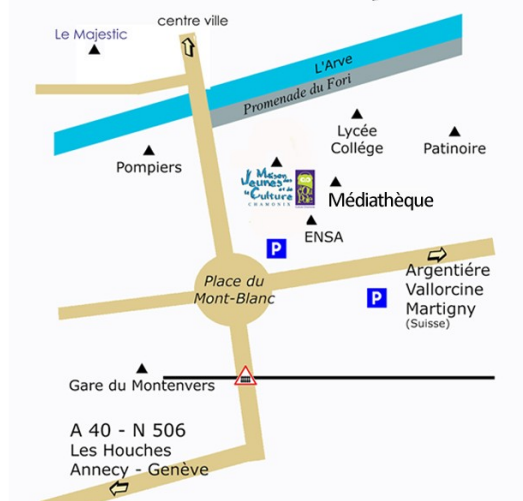 centre ville
Le Majestic
L'Arve
Promenade du Fori
Lycée
Collége
Patinoire
Pompiers
Maison
des
Jeunes
et de
la
Culture
CHAMONIX
Médiathèque
ENSA
P
Place du
Mont-Blanc
Argentiére
Vallorcine
Martigny
(Suisse)
P
Gare du Montenvers
A 40 - N 506
Les Houches
Annecy - Genève